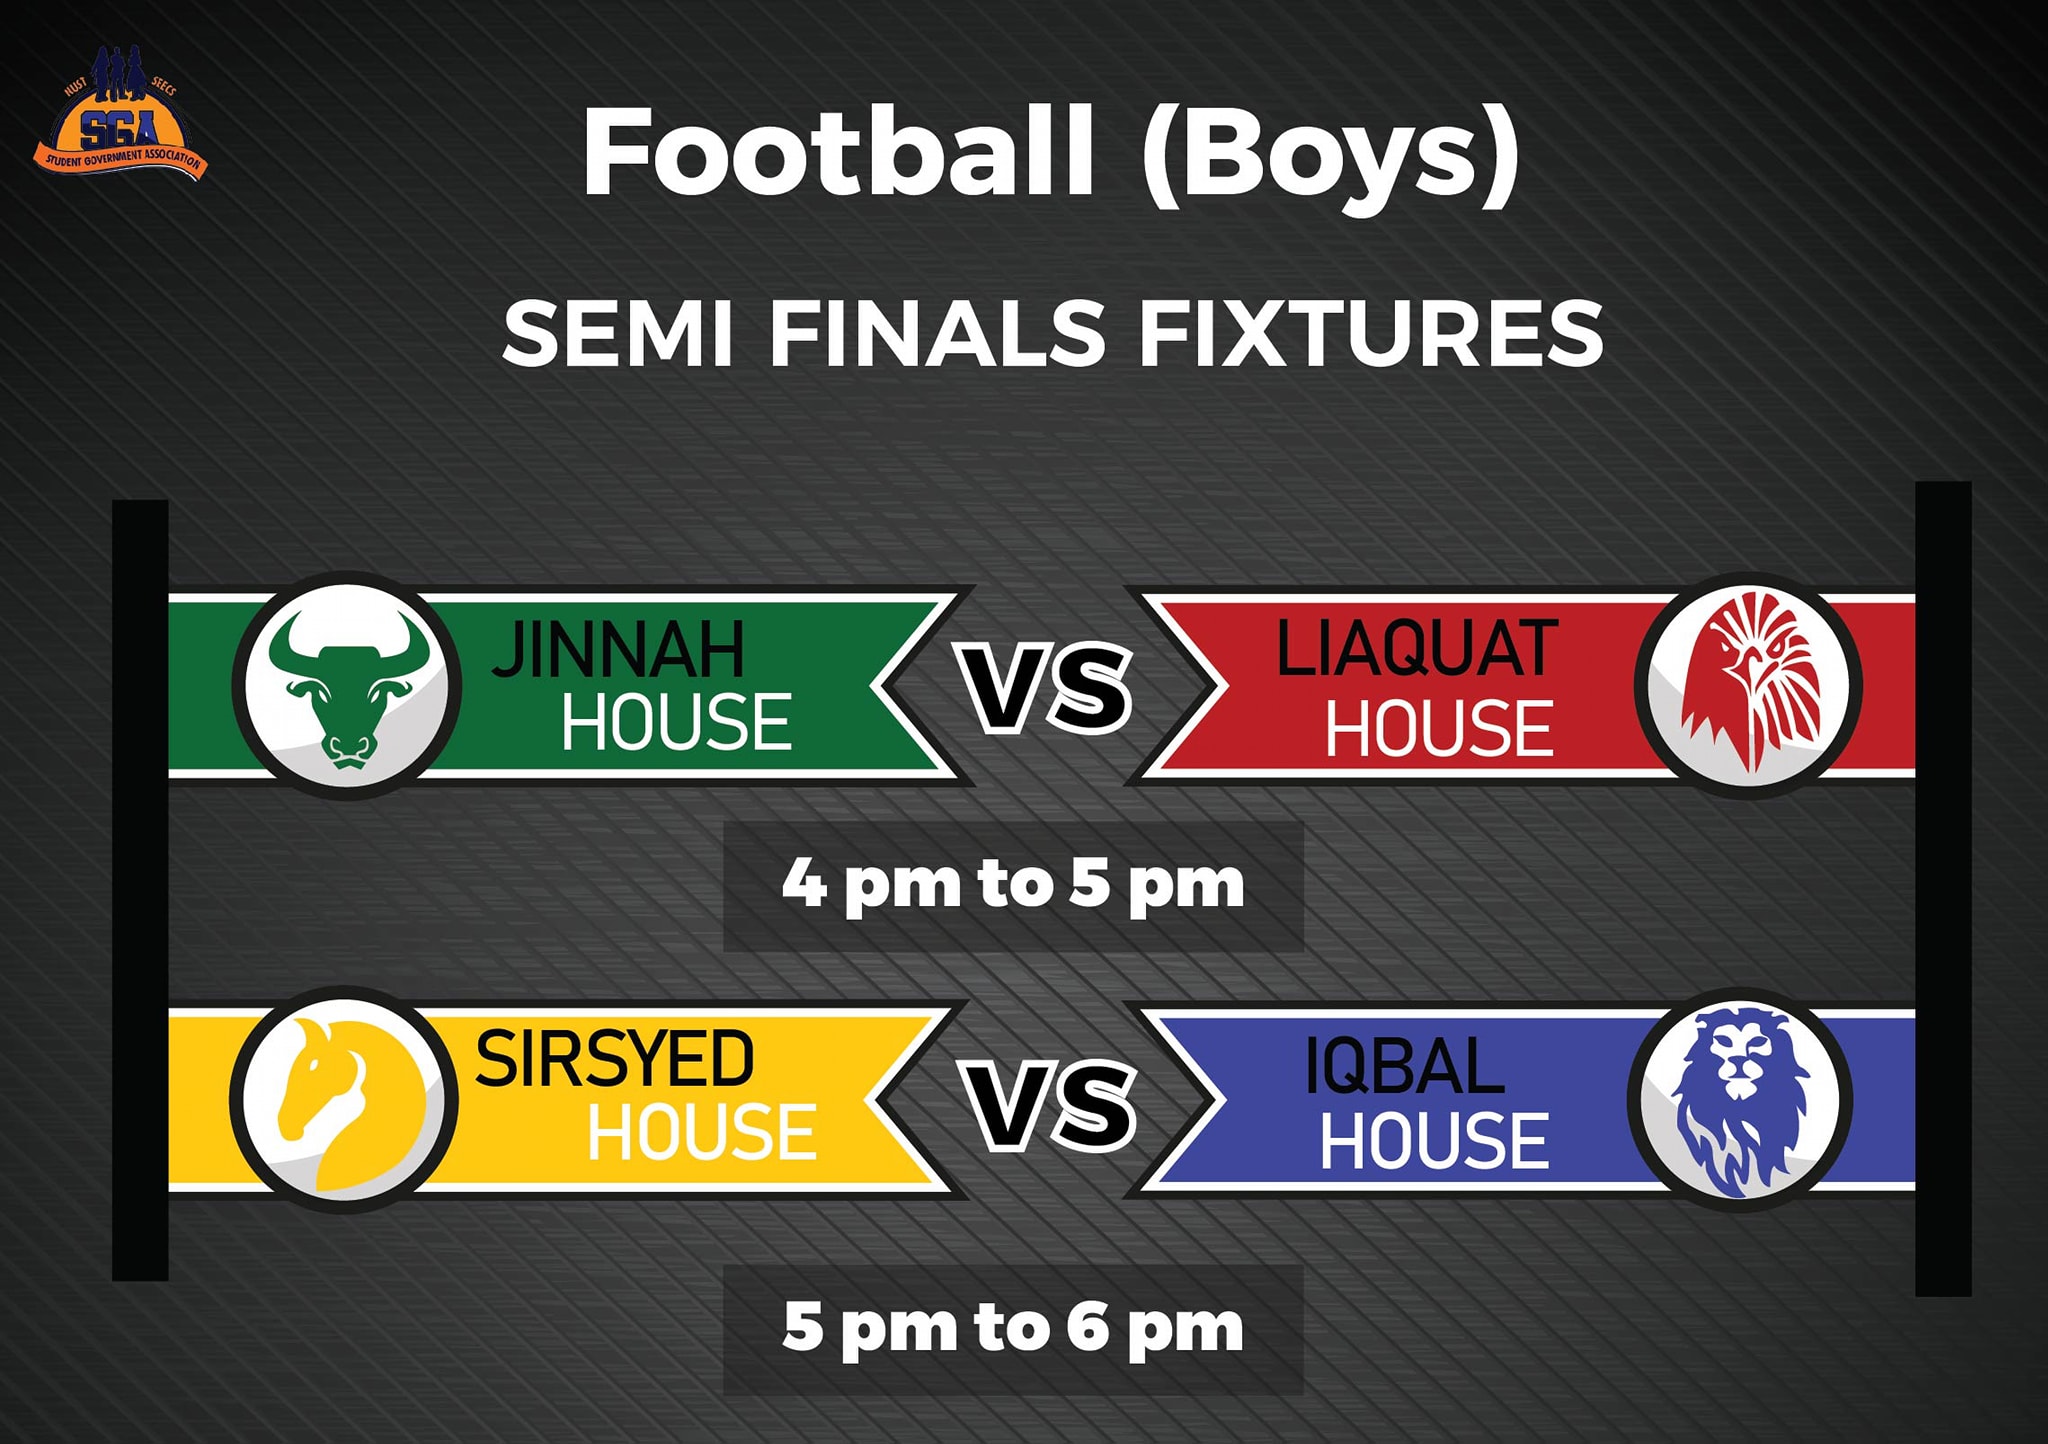 NUST SEECS
SGA
STUDENT GOVERNMENT ASSOCIATION
Football (Boys)
SEMI FINALS FIXTURES
JINNAH
HOUSE
VS
LIAQUAT
HOUSE
4 pm to 5 pm
SIRSYED
HOUSE
VS
IQBAL
HOUSE
5 pm to 6 pm